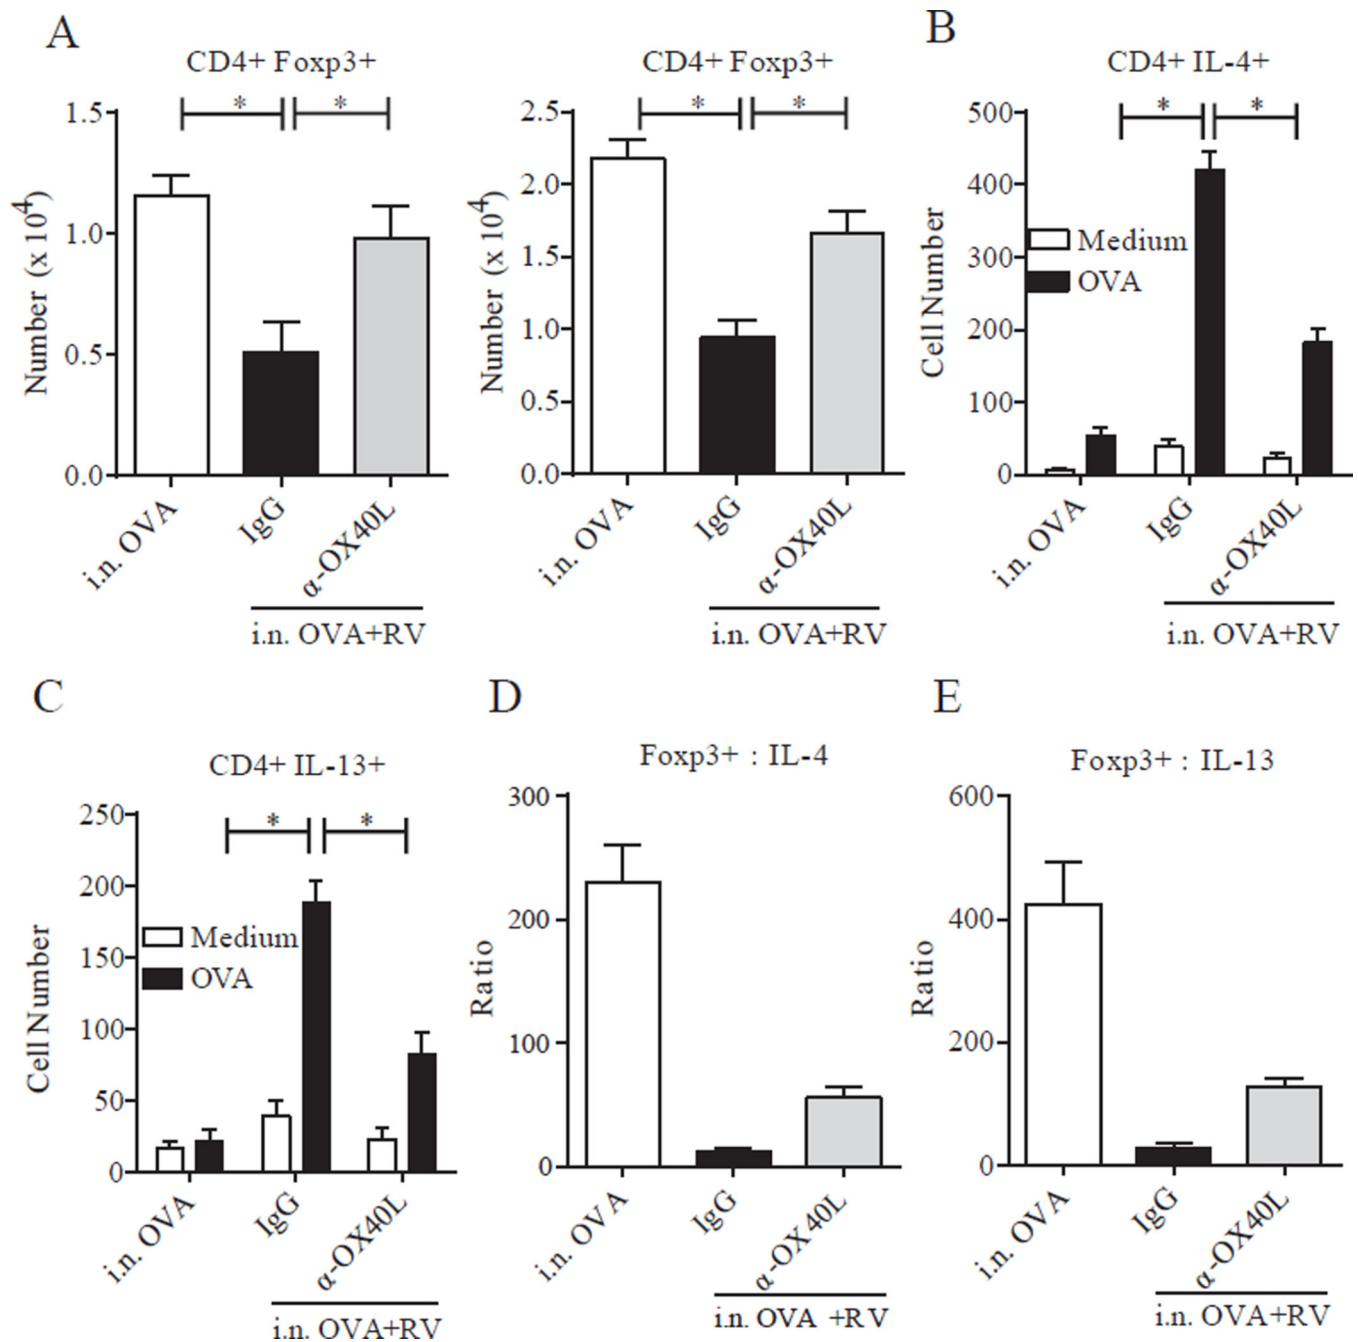 A
CD4+ Foxp3+
* *
1.5
1.0
0.5
0.0
Number (x 10^4)
i.n. OVA
IgG
α-OX40L
i.n. OVA+RV
CD4+ Foxp3+
* *
2.5
2.0
1.5
1.0
0.5
0.0
Number (x 10^4)
i.n. OVA
IgG
α-OX40L
i.n. OVA+RV
B
CD4+ IL-4+
* *
500
400
300
200
100
0
Cell Number
Medium
OVA
i.n. OVA
IgG
α-OX40L
i.n. OVA+RV
C
CD4+ IL-13+
* *
250
200
150
100
50
0
Cell Number
Medium
OVA
i.n. OVA
IgG
α-OX40L
i.n. OVA+RV
D
Foxp3+ : IL-4
300
200
100
0
Ratio
i.n. OVA
IgG
α-OX40L
i.n. OVA +RV
E
Foxp3+ : IL-13
600
400
200
0
Ratio
i.n. OVA
IgG
α-OX40L
i.n. OVA+RV